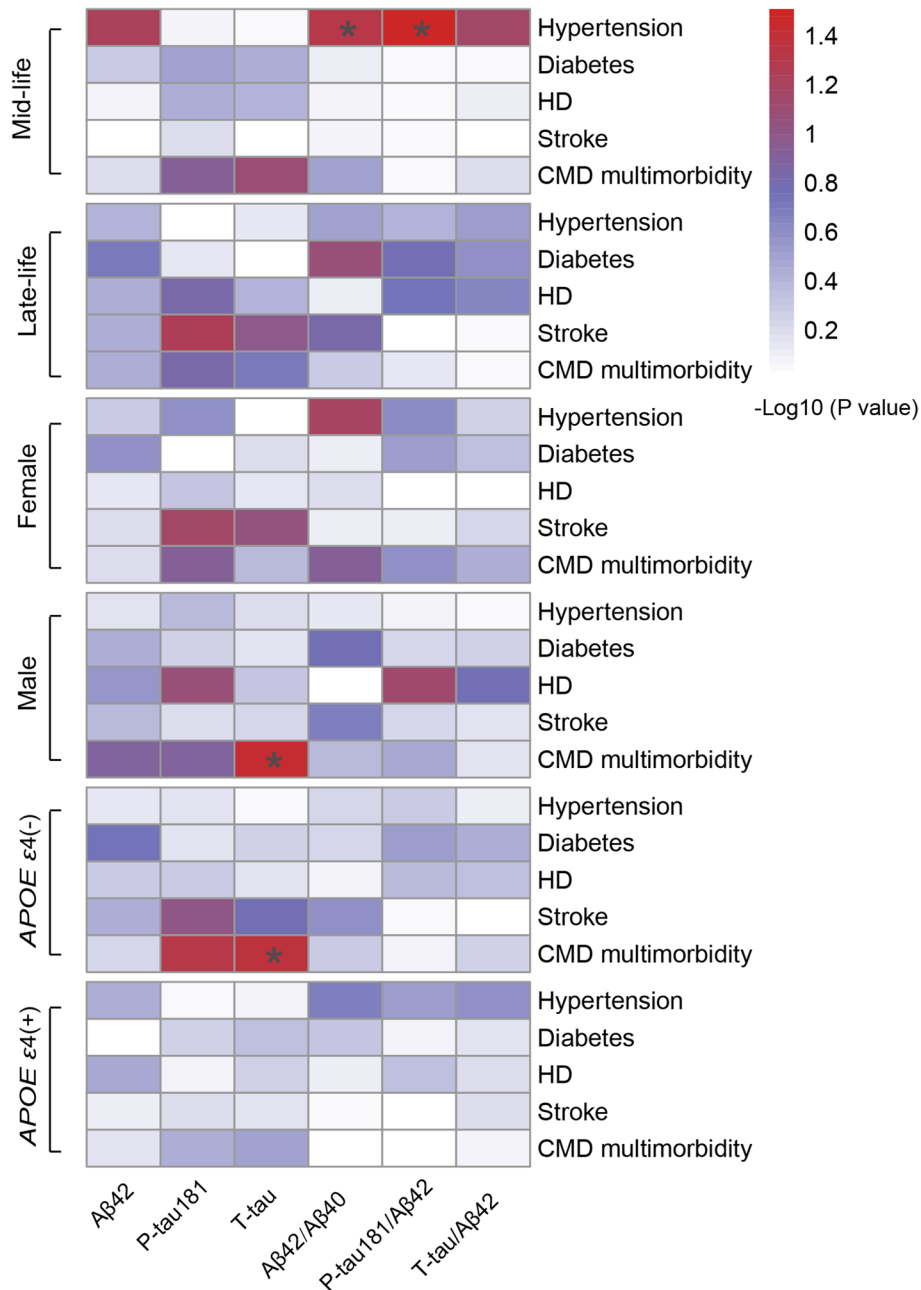 Mid-life
Hypertension
Diabetes
HD
Stroke
CMD multimorbidity
Late-life
Hypertension
Diabetes
HD
Stroke
CMD multimorbidity
Female
Hypertension
Diabetes
HD
Stroke
CMD multimorbidity
Male
Hypertension
Diabetes
HD
Stroke
CMD multimorbidity
APOE ε4(-)
Hypertension
Diabetes
HD
Stroke
CMD multimorbidity
APOE ε4(+)
Hypertension
Diabetes
HD
Stroke
CMD multimorbidity
Aβ42
P-tau181
T-tau
Aβ42/Aβ40
P-tau181/Aβ42
T-tau/Aβ42
1.4
1.2
1
0.8
0.6
0.4
0.2
-Log10 (P value)
*
*
*
*